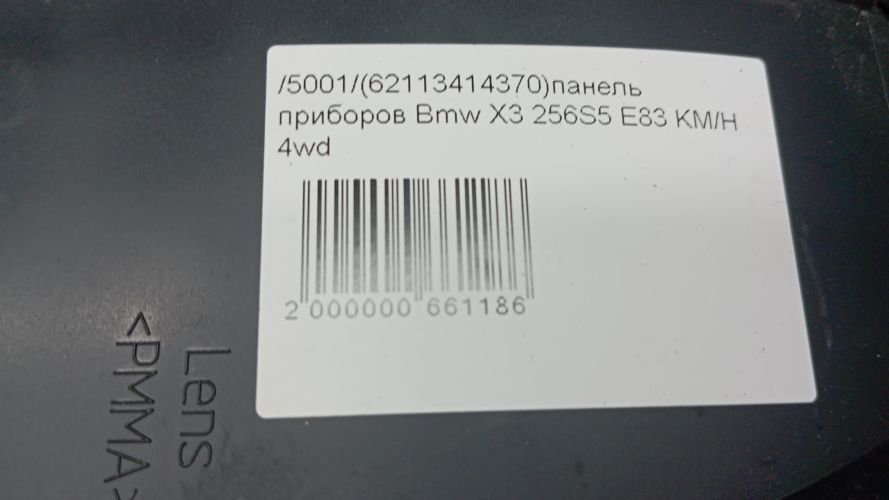 /5001/(62113414370)панель
приборов Bmw X3 256S5 E83 KM/H
4wd
2 000000 661186
Lens
<PMMA>